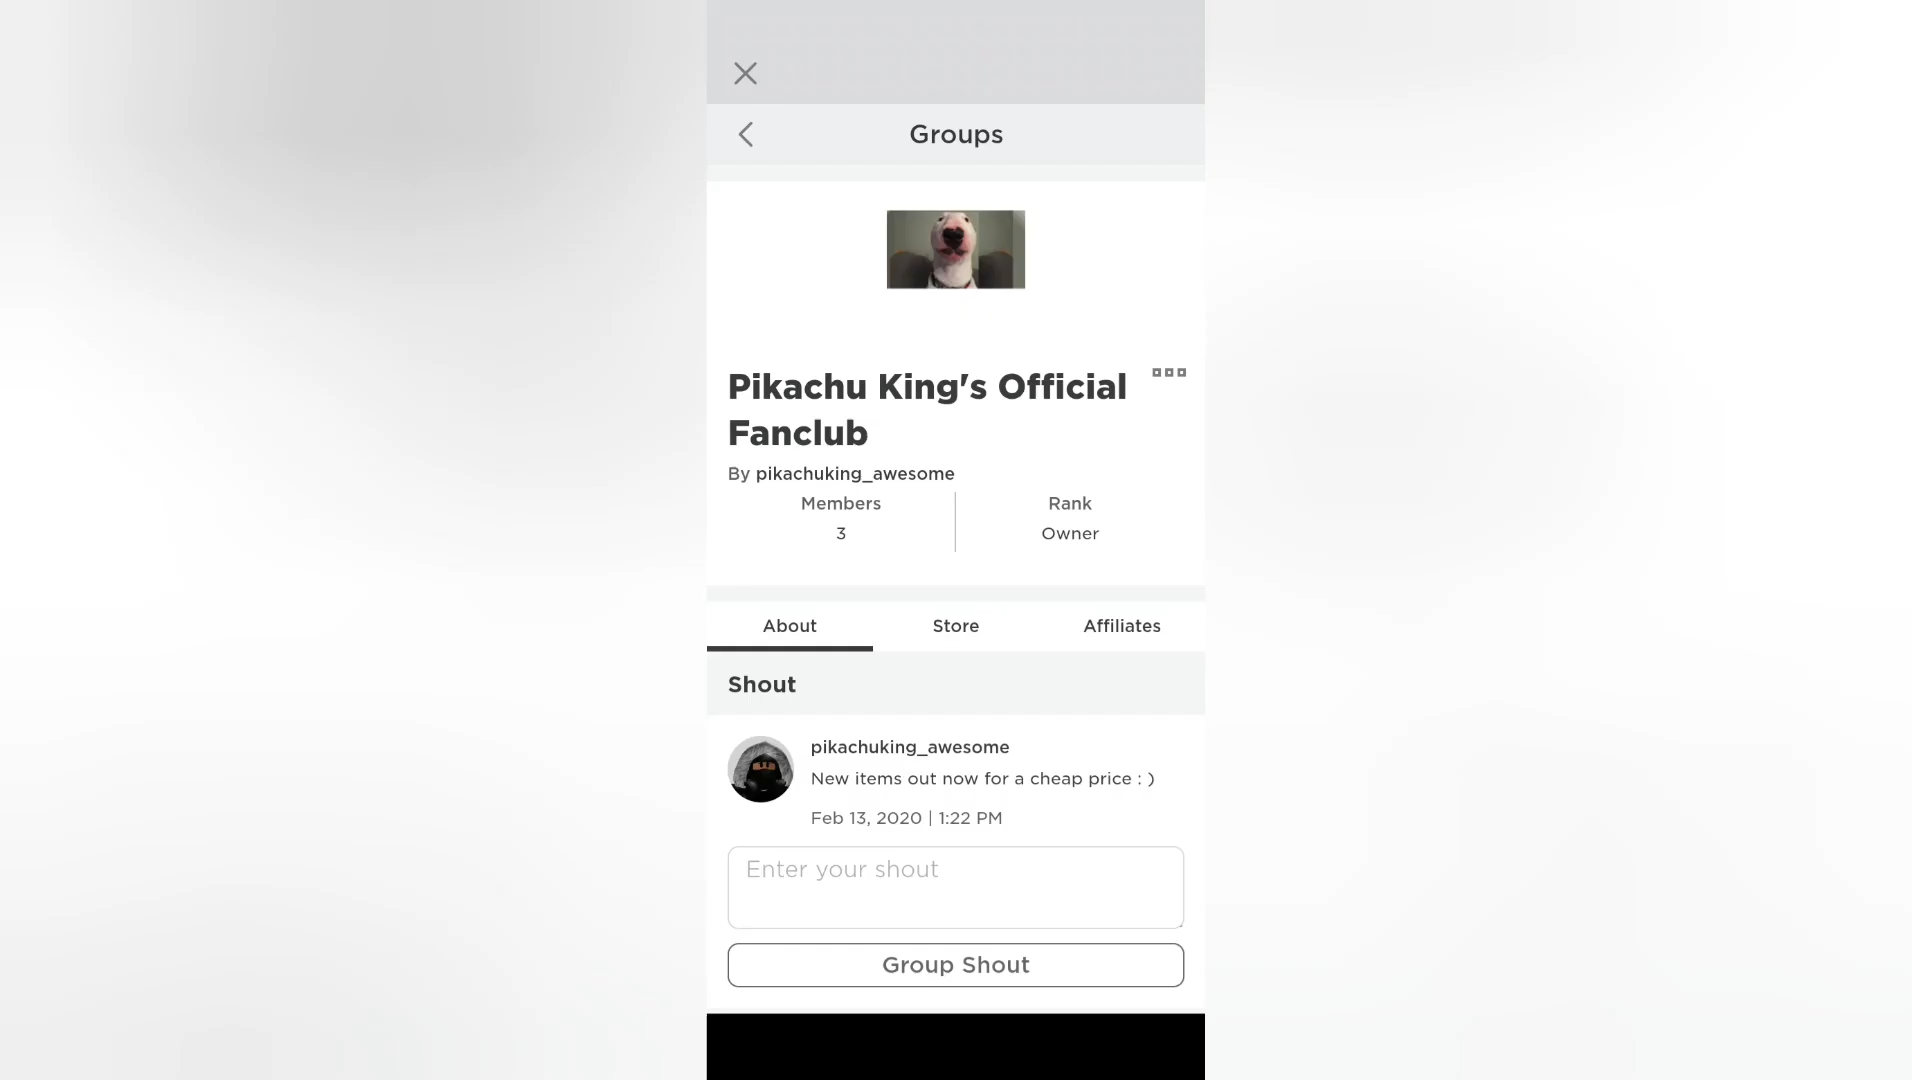 Groups
Pikachu King's Official
Fanclub
By pikachuking_awesome
Members
3
Rank
Owner
About
Store
Affiliates
Shout
pikachuking_awesome
New items out now for a cheap price : )
Feb 13, 2020 | 1:22 PM
Enter your shout
Group Shout